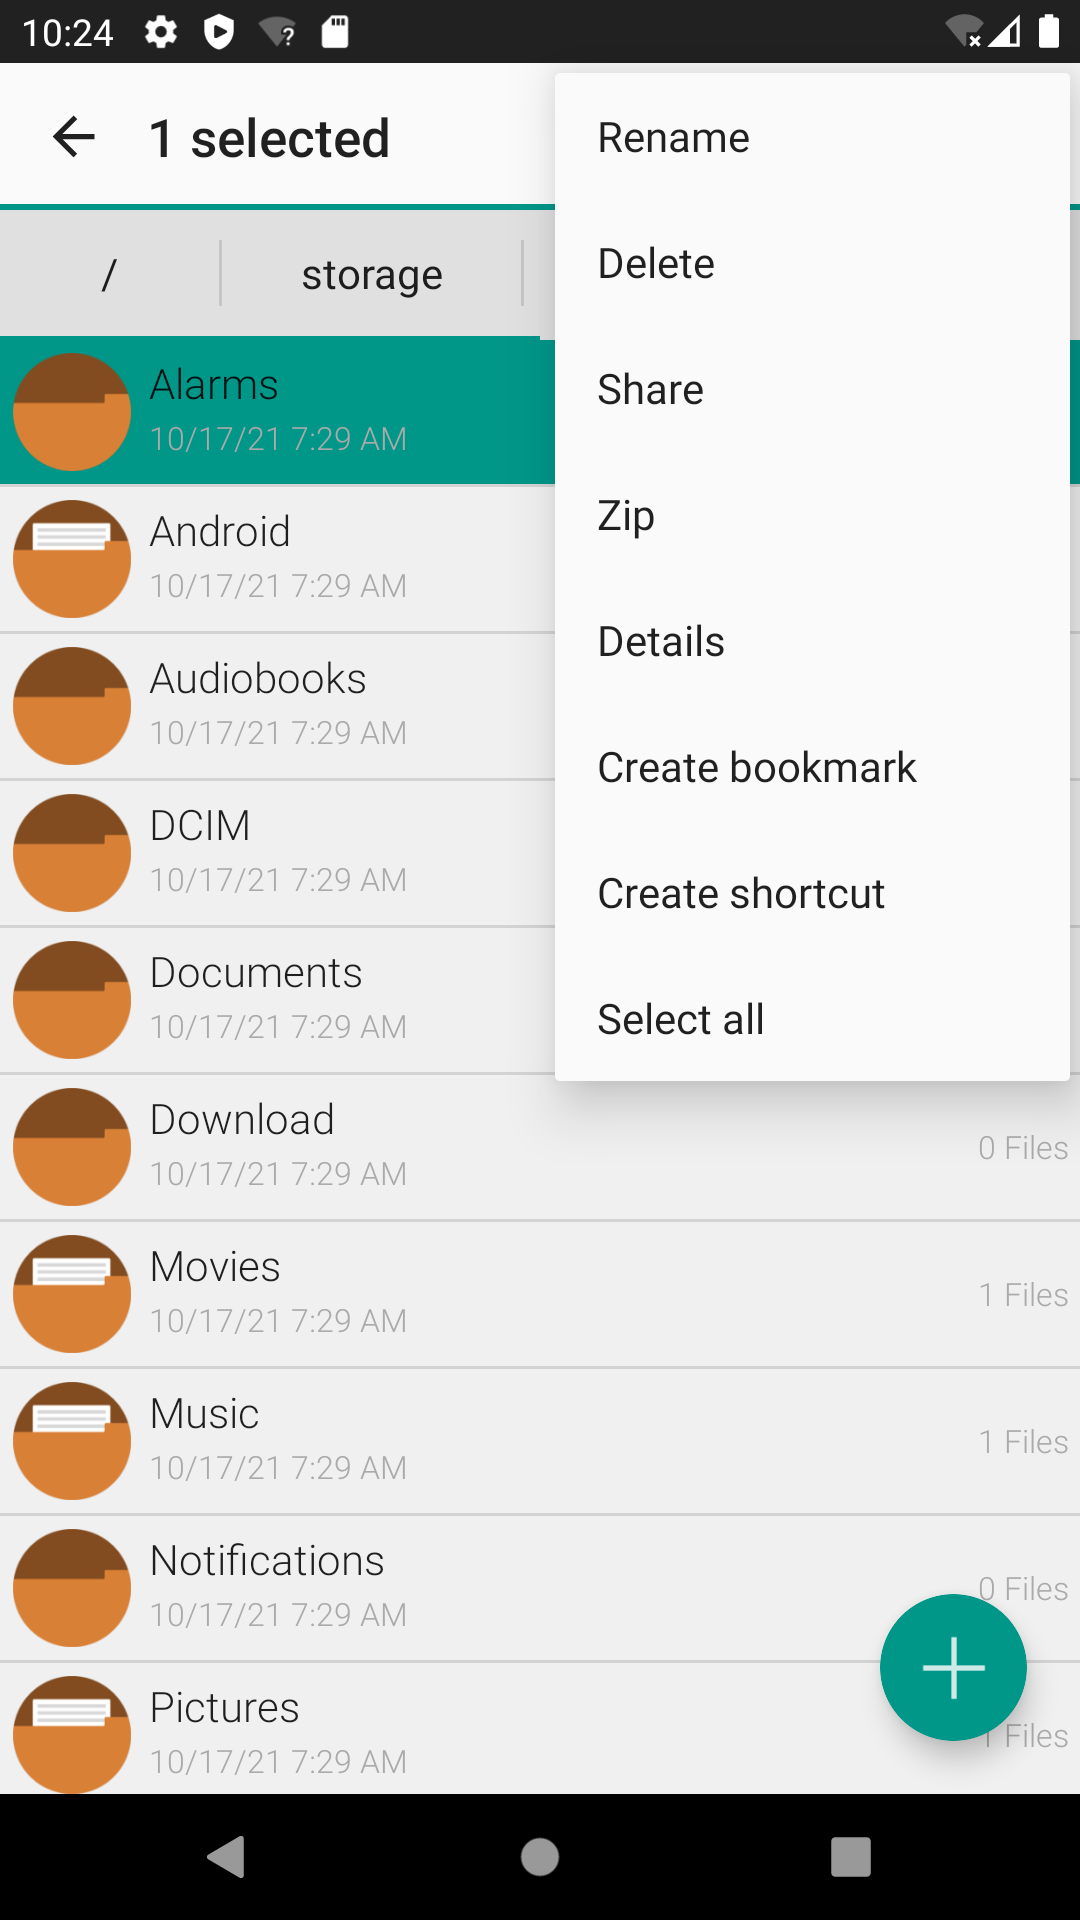 10:24
1 selected
Rename
Delete
Share
Zip
Details
Create bookmark
Create shortcut
Select all
/
storage
Alarms
10/17/21 7:29 AM
Android
10/17/21 7:29 AM
Audiobooks
10/17/21 7:29 AM
DCIM
10/17/21 7:29 AM
Documents
10/17/21 7:29 AM
Download
10/17/21 7:29 AM
0 Files
Movies
10/17/21 7:29 AM
1 Files
Music
10/17/21 7:29 AM
1 Files
Notifications
10/17/21 7:29 AM
0 Files
Pictures
10/17/21 7:29 AM
1 Files